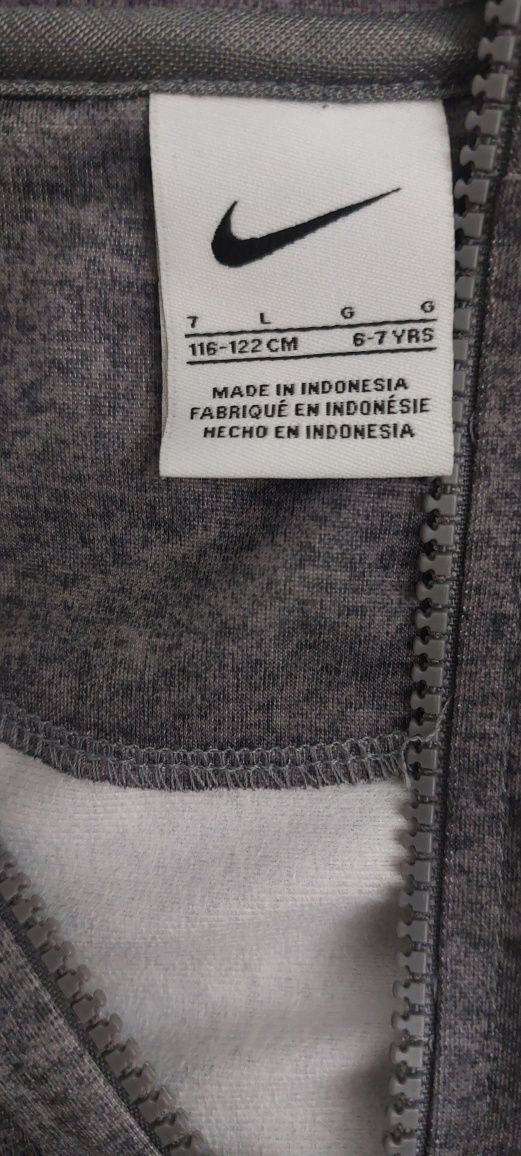 7 L G G
116-122 CM 6-7 YRS
MADE IN INDONESIA
FABRIQUÉ EN INDONÉSIE
HECHO EN INDONESIA